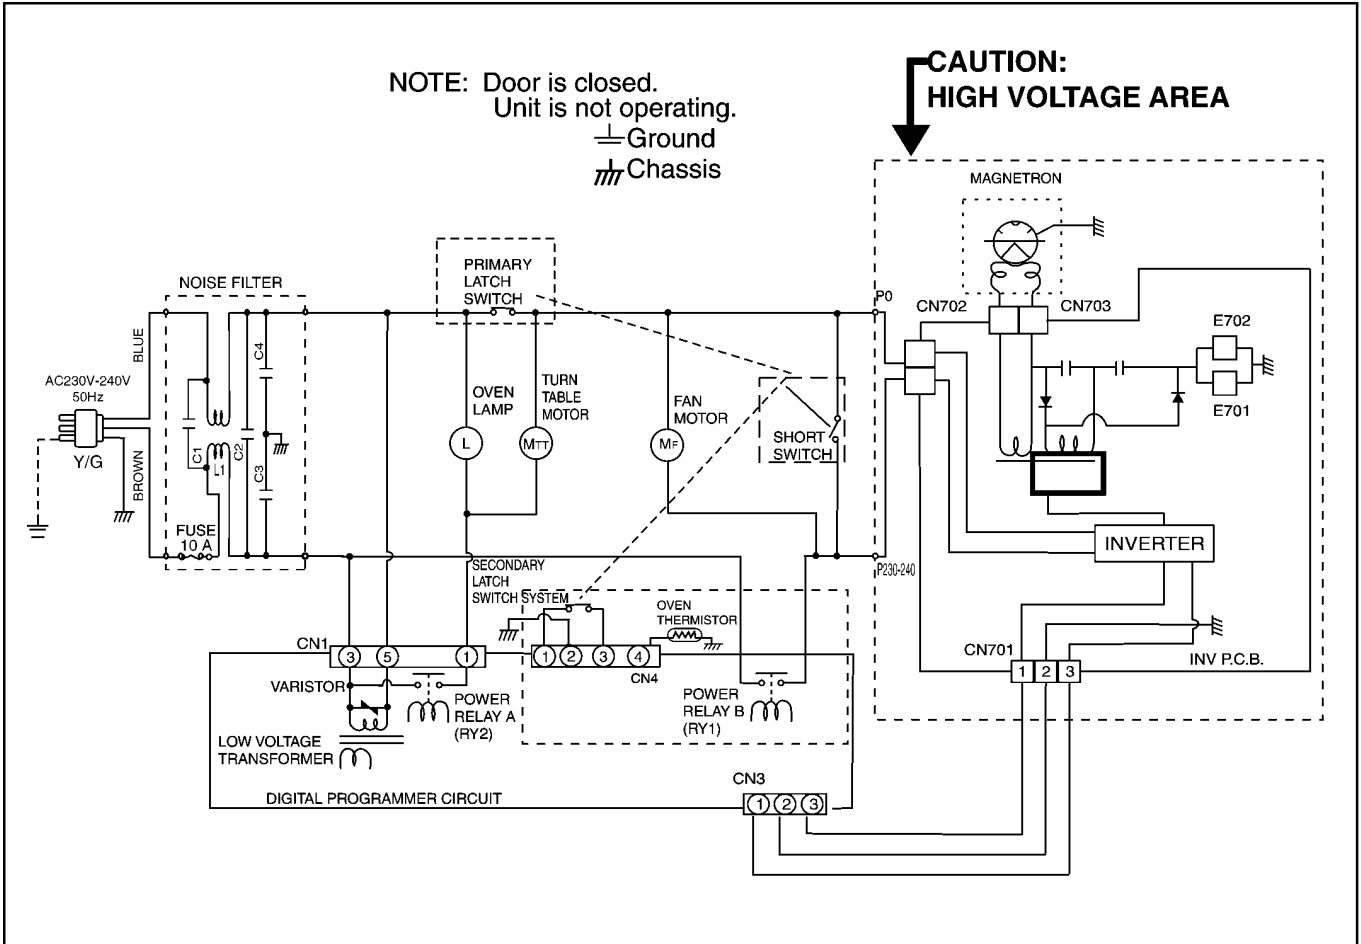 NOTE: Door is closed.
Unit is not operating.
Ground
Chassis
CAUTION:
HIGH VOLTAGE AREA
MAGNETRON
PRIMARY
LATCH
SWITCH
NOISE FILTER
P0
CN702
CN703
E702
E701
BLUE
C4
AC230V-240V
50Hz
Y/G
BROWN
C1
L1
C2
C3
FUSE
10 A
OVEN
LAMP
L
TURN
TABLE
MOTOR
MTT
FAN
MOTOR
MF
SHORT
SWITCH
INVERTER
P230-240
SECONDARY
LATCH
SWITCH SYSTEM
OVEN
THERMISTOR
CN1
3
5
1
1
2
3
4
CN4
CN701
1
2
3
INV P.C.B.
VARISTOR
POWER
RELAY A
(RY2)
POWER
RELAY B
(RY1)
LOW VOLTAGE
TRANSFORMER
CN3
1
2
3
DIGITAL PROGRAMMER CIRCUIT